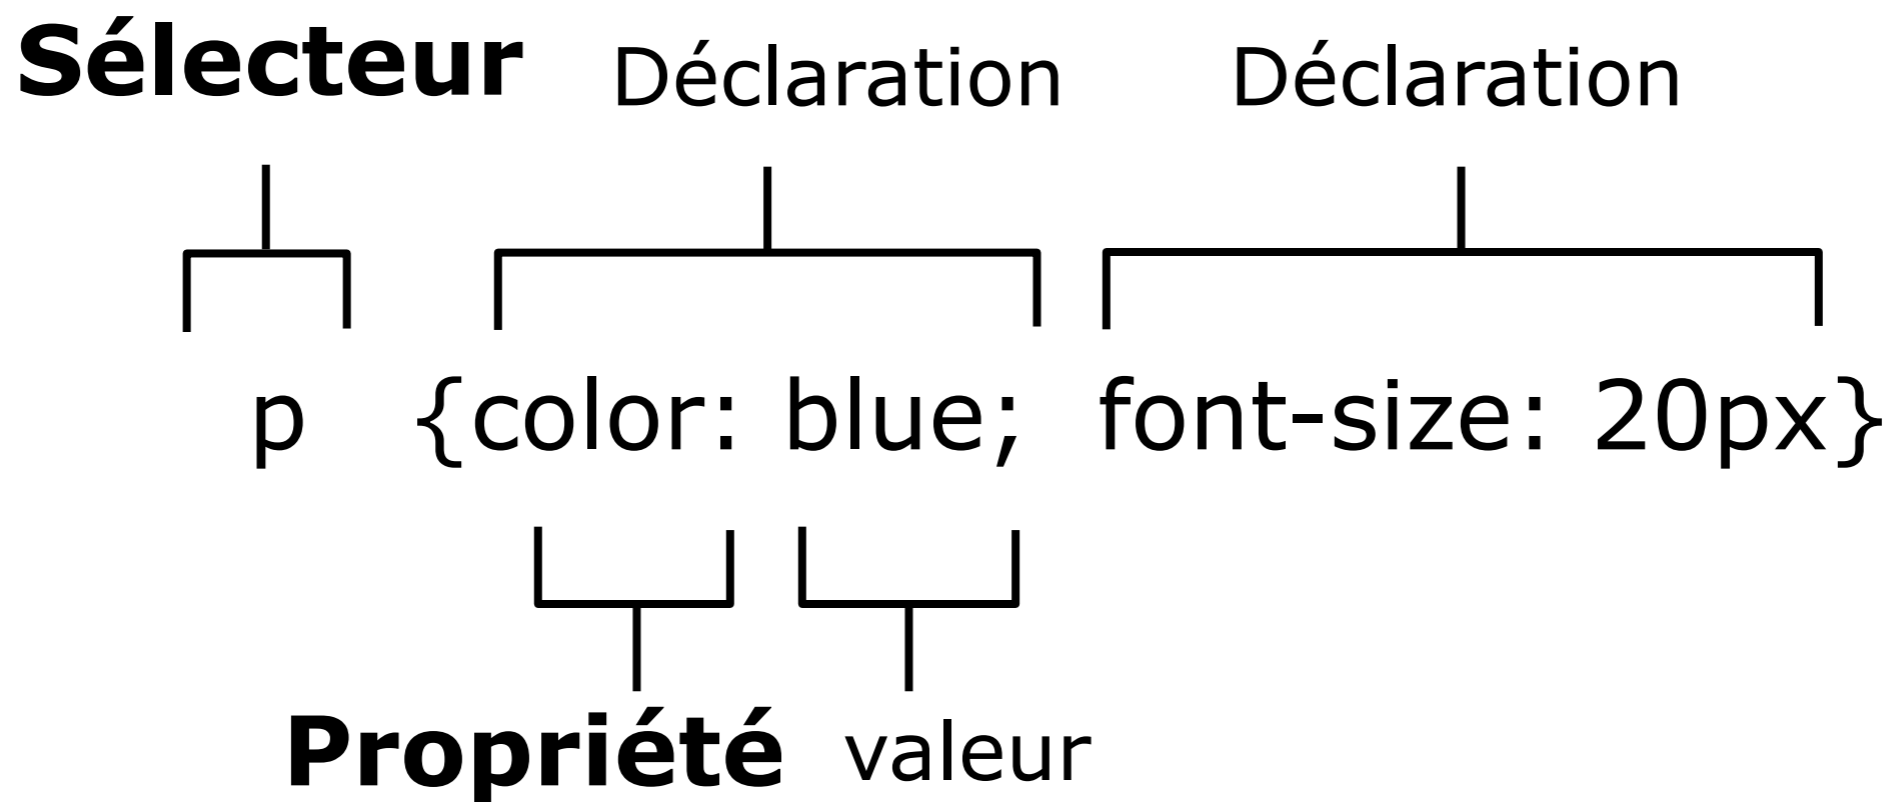 Sélecteur Déclaration Déclaration
p {color: blue; font-size: 20px}
Propriété valeur